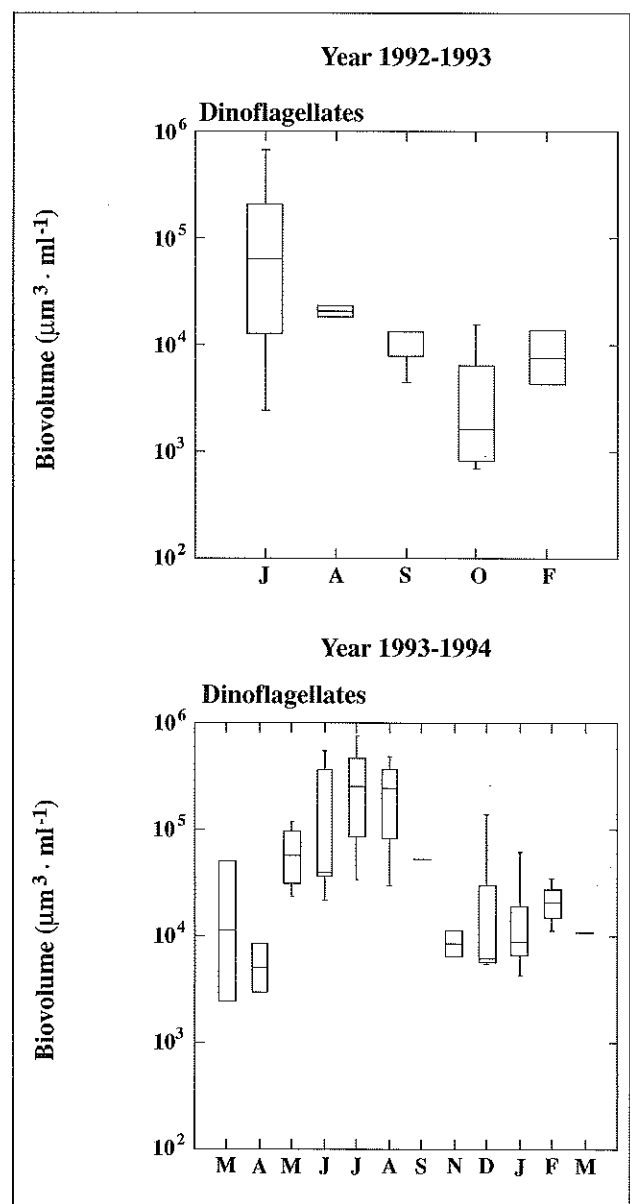 Year 1992-1993
Dinoflagellates
Biovolume (µm³ · ml⁻¹)
10⁶
10⁵
10⁴
10³
10²
J A S O F
Year 1993-1994
Dinoflagellates
Biovolume (µm³ · ml⁻¹)
10⁶
10⁵
10⁴
10³
10²
M A M J J A S N D J F M